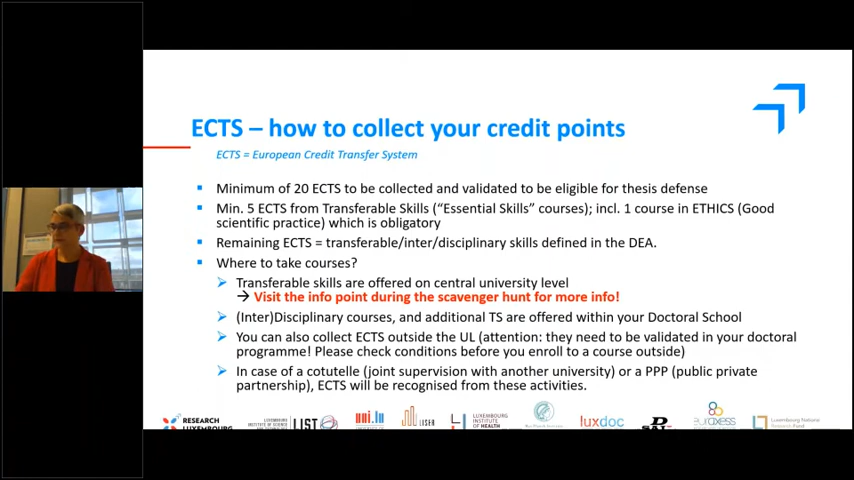 ECTS – how to collect your credit points
ECTS = European Credit Transfer System
Minimum of 20 ECTS to be collected and validated to be eligible for thesis defense
Min. 5 ECTS from Transferable Skills (“Essential Skills” courses); incl. 1 course in ETHICS (Good
scientific practice) which is obligatory
Remaining ECTS = transferable/inter/disciplinary skills defined in the DEA.
Where to take courses?
Transferable skills are offered on central university level
→ Visit the info point during the scavenger hunt for more info!
(Inter)Disciplinary courses, and additional TS are offered within your Doctoral School
You can also collect ECTS outside the UL (attention: they need to be validated in your doctoral
programme! Please check conditions before you enroll to a course outside)
In case of a cotutelle (joint supervision with another university) or a PPP (public private
partnership), ECTS will be recognised from these activities.
RESEARCH
LUXEMBOURG
LIST
uni.lu
LISER
LUXEMBOURG
INSTITUTE
OF HEALTH
luxdoc
euraxess
Luxembourg National
Research Fund